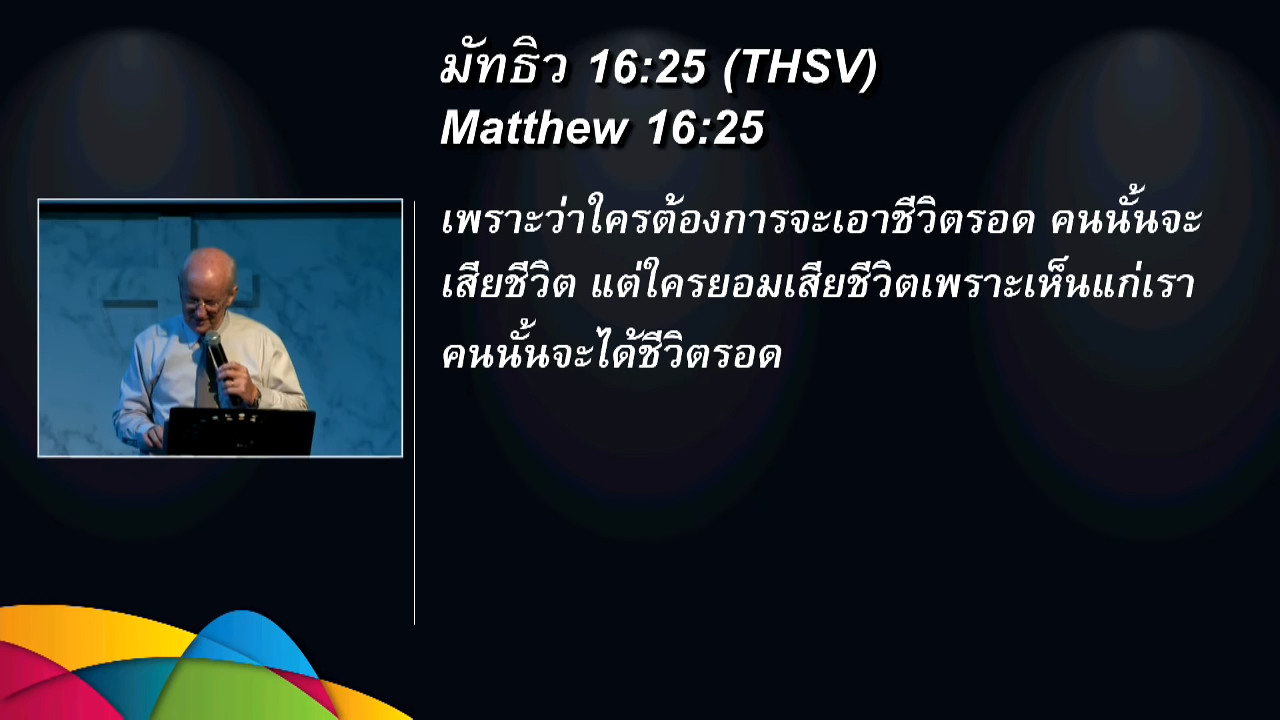 มัทธิว 16:25 (THSV)
Matthew 16:25
เพราะว่าใครต้องการจะเอาชีวิตรอด คนนั้นจะ
เสียชีวิต แต่ใครยอมเสียชีวิตเพราะเห็นแก่เรา
คนนั้นจะได้ชีวิตรอด